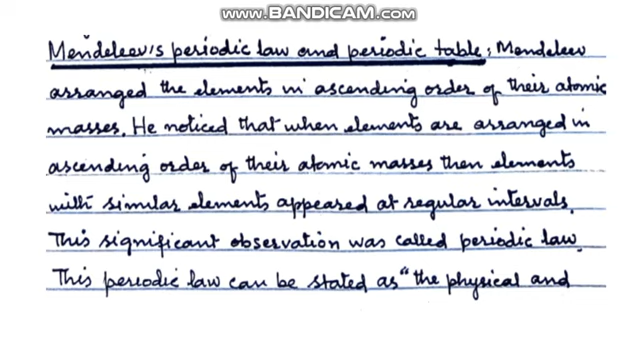 www.BANDICAM.com
Mendeleev's periodic law and periodic table; Mendeleev
arranged the elements in ascending order of their atomic
masses. He noticed that when elements are arranged in
ascending order of their atomic masses then elements
with similar elements appeared at regular intervals.
This significant observation was called periodic law.
This periodic law can be stated as "the physical and